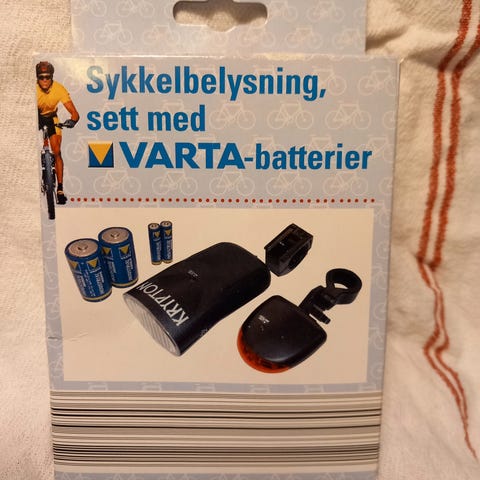 Sykkelbelysning,
sett med
VARTA-batterier
KRYPTON